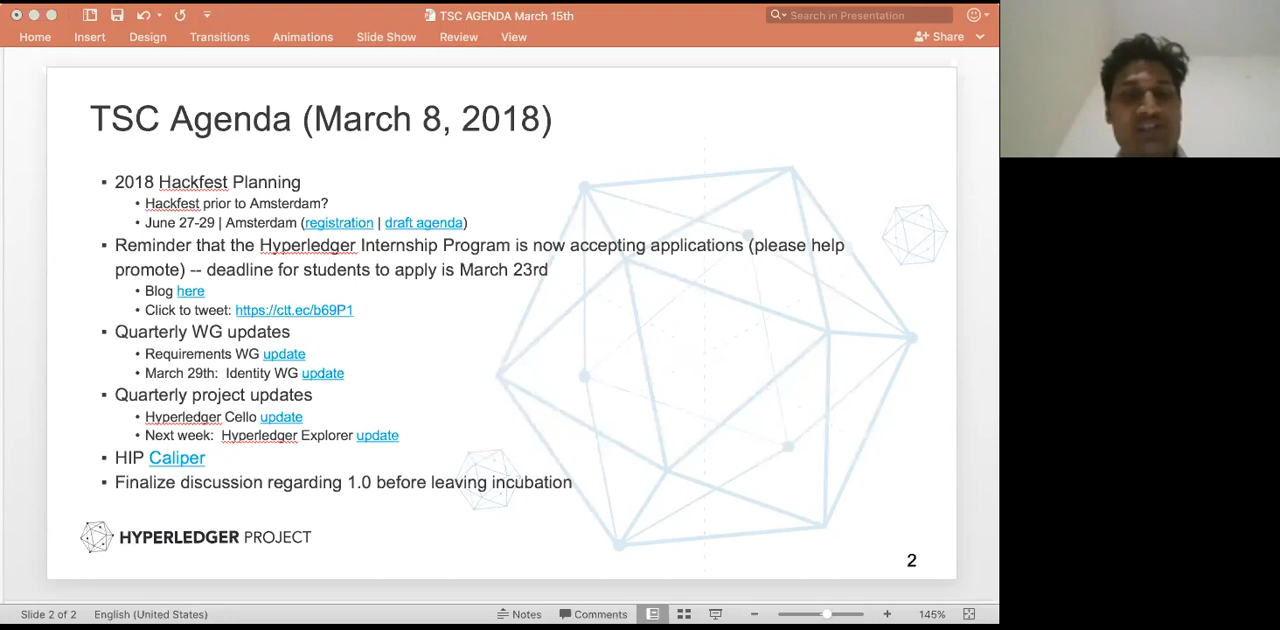 TSC AGENDA March 15th
Search in Presentation
Home Insert Design Transitions Animations Slide Show Review View Share
TSC Agenda (March 8, 2018)
▪ 2018 Hackfest Planning
• Hackfest prior to Amsterdam?
• June 27-29 | Amsterdam (registration | draft agenda)
▪ Reminder that the Hyperledger Internship Program is now accepting applications (please help
promote) -- deadline for students to apply is March 23rd
• Blog here
• Click to tweet: https://ctt.ec/b69P1
▪ Quarterly WG updates
• Requirements WG update
• March 29th: Identity WG update
▪ Quarterly project updates
• Hyperledger Cello update
• Next week: Hyperledger Explorer update
▪ HIP Caliper
▪ Finalize discussion regarding 1.0 before leaving incubation
HYPERLEDGER PROJECT
2
Slide 2 of 2 English (United States) Notes Comments 145%